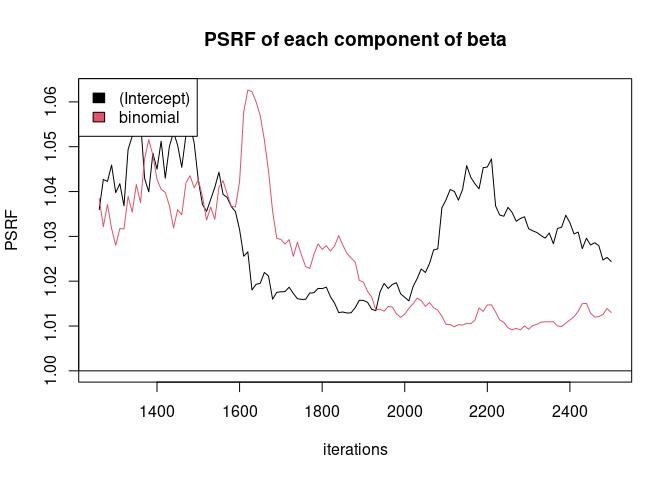 PSRF of each component of beta
(Intercept)
binomial
PSRF
1.06
1.05
1.04
1.03
1.02
1.01
1.00
1400 1600 1800 2000 2200 2400
iterations